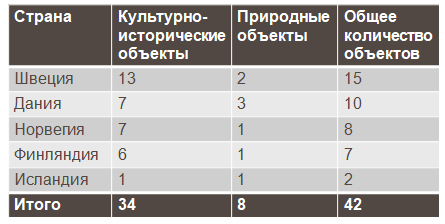 Страна Культурно-исторические объекты Природные объекты Общее количество объектов
Швеция 13 2 15
Дания 7 3 10
Норвегия 7 1 8
Финляндия 6 1 7
Исландия 1 1 2
Итого 34 8 42